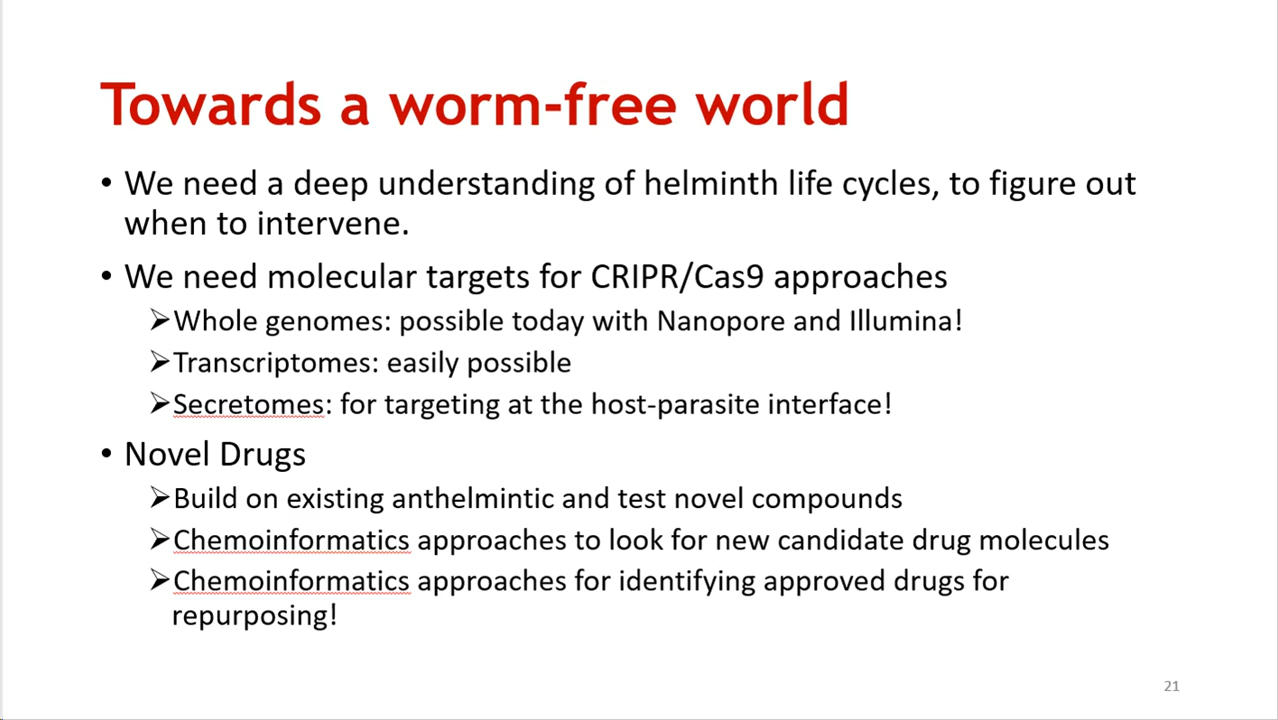 Towards a worm-free world
• We need a deep understanding of helminth life cycles, to figure out
when to intervene.
• We need molecular targets for CRIPR/Cas9 approaches
➢Whole genomes: possible today with Nanopore and Illumina!
➢Transcriptomes: easily possible
➢Secretomes: for targeting at the host-parasite interface!
• Novel Drugs
➢Build on existing anthelmintic and test novel compounds
➢Chemoinformatics approaches to look for new candidate drug molecules
➢Chemoinformatics approaches for identifying approved drugs for
repurposing!
21